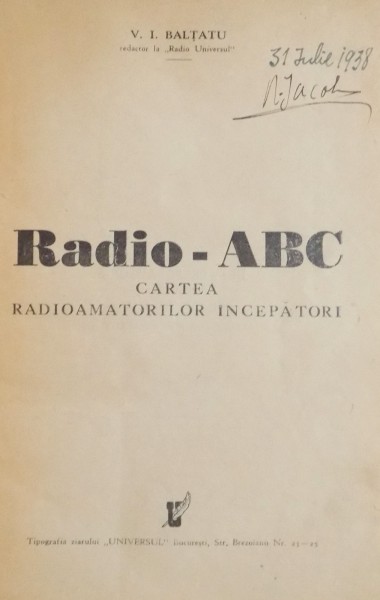 V. I. BALȚATU
redactor la „Radio Universul"
31 Iulie 1938
Radio - ABC
CARTEA
RADIOAMATORILOR INCEPĂTORI
U
Tipografia ziarului „UNIVERSUL" București, Str. Brezoianu Nr. 23—25